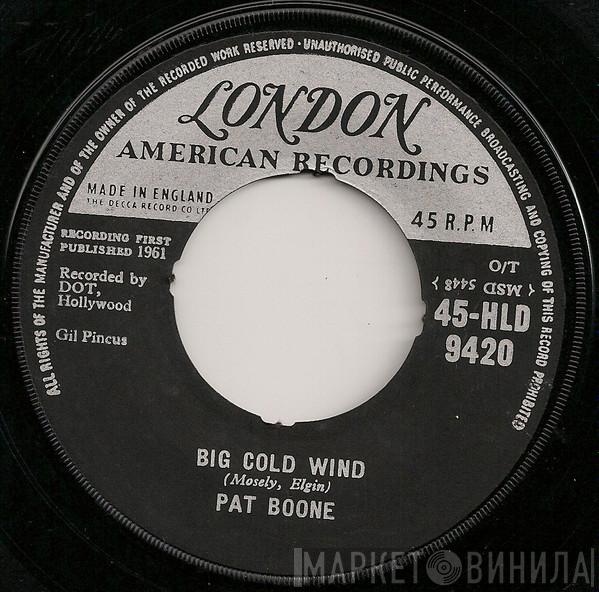 ALL RIGHTS OF THE MANUFACTURER AND OF THE OWNER OF THE RECORDED WORK RESERVED · UNAUTHORISED PUBLIC PERFORMANCE BROADCASTING AND COPYING OF THIS RECORD PROHIBITED
LONDON
AMERICAN RECORDINGS
MADE IN ENGLAND
THE DECCA RECORD CO LTD
45 R.P.M
RECORDING FIRST
PUBLISHED 1961
O/T
Recorded by
DOT,
Hollywood
{ MSD 5448 }
45-HLD
9420
Gil Pincus
BIG COLD WIND
(Mosely, Elgin)
PAT BOONE
МАРКЕТ ВИНИЛА